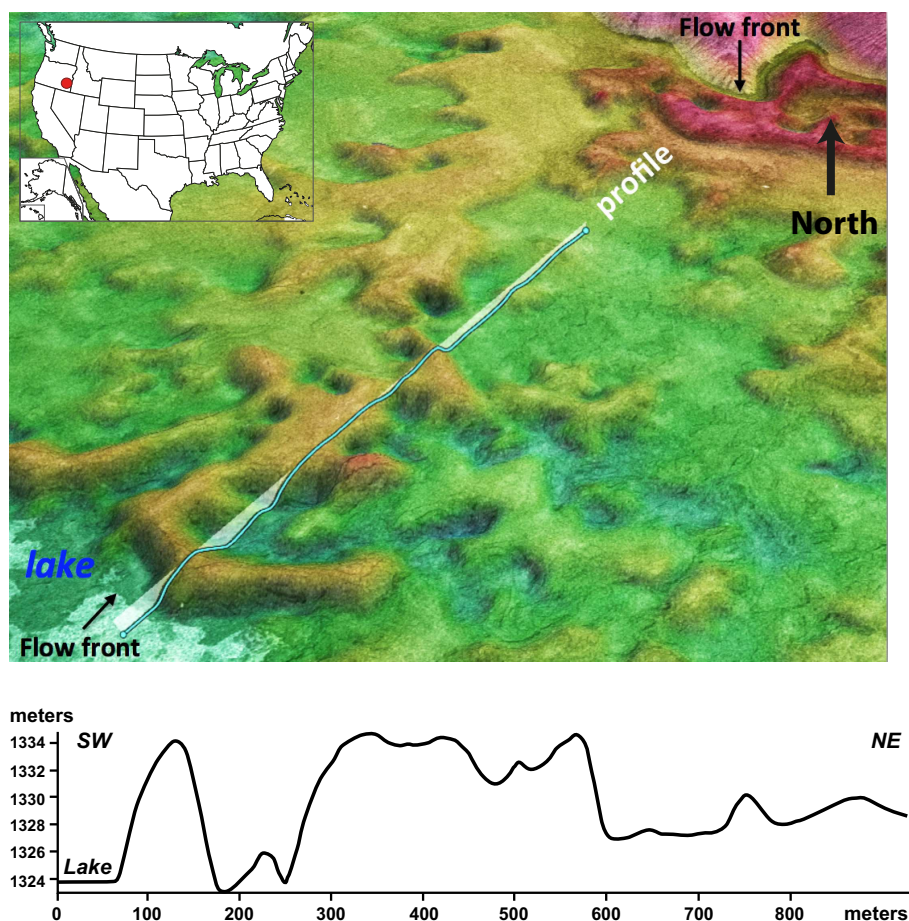 Flow front
profile
North
lake
Flow front
meters
SW
NE
1334
1332
1330
1328
1326
1324
Lake
0 100 200 300 400 500 600 700 800 meters